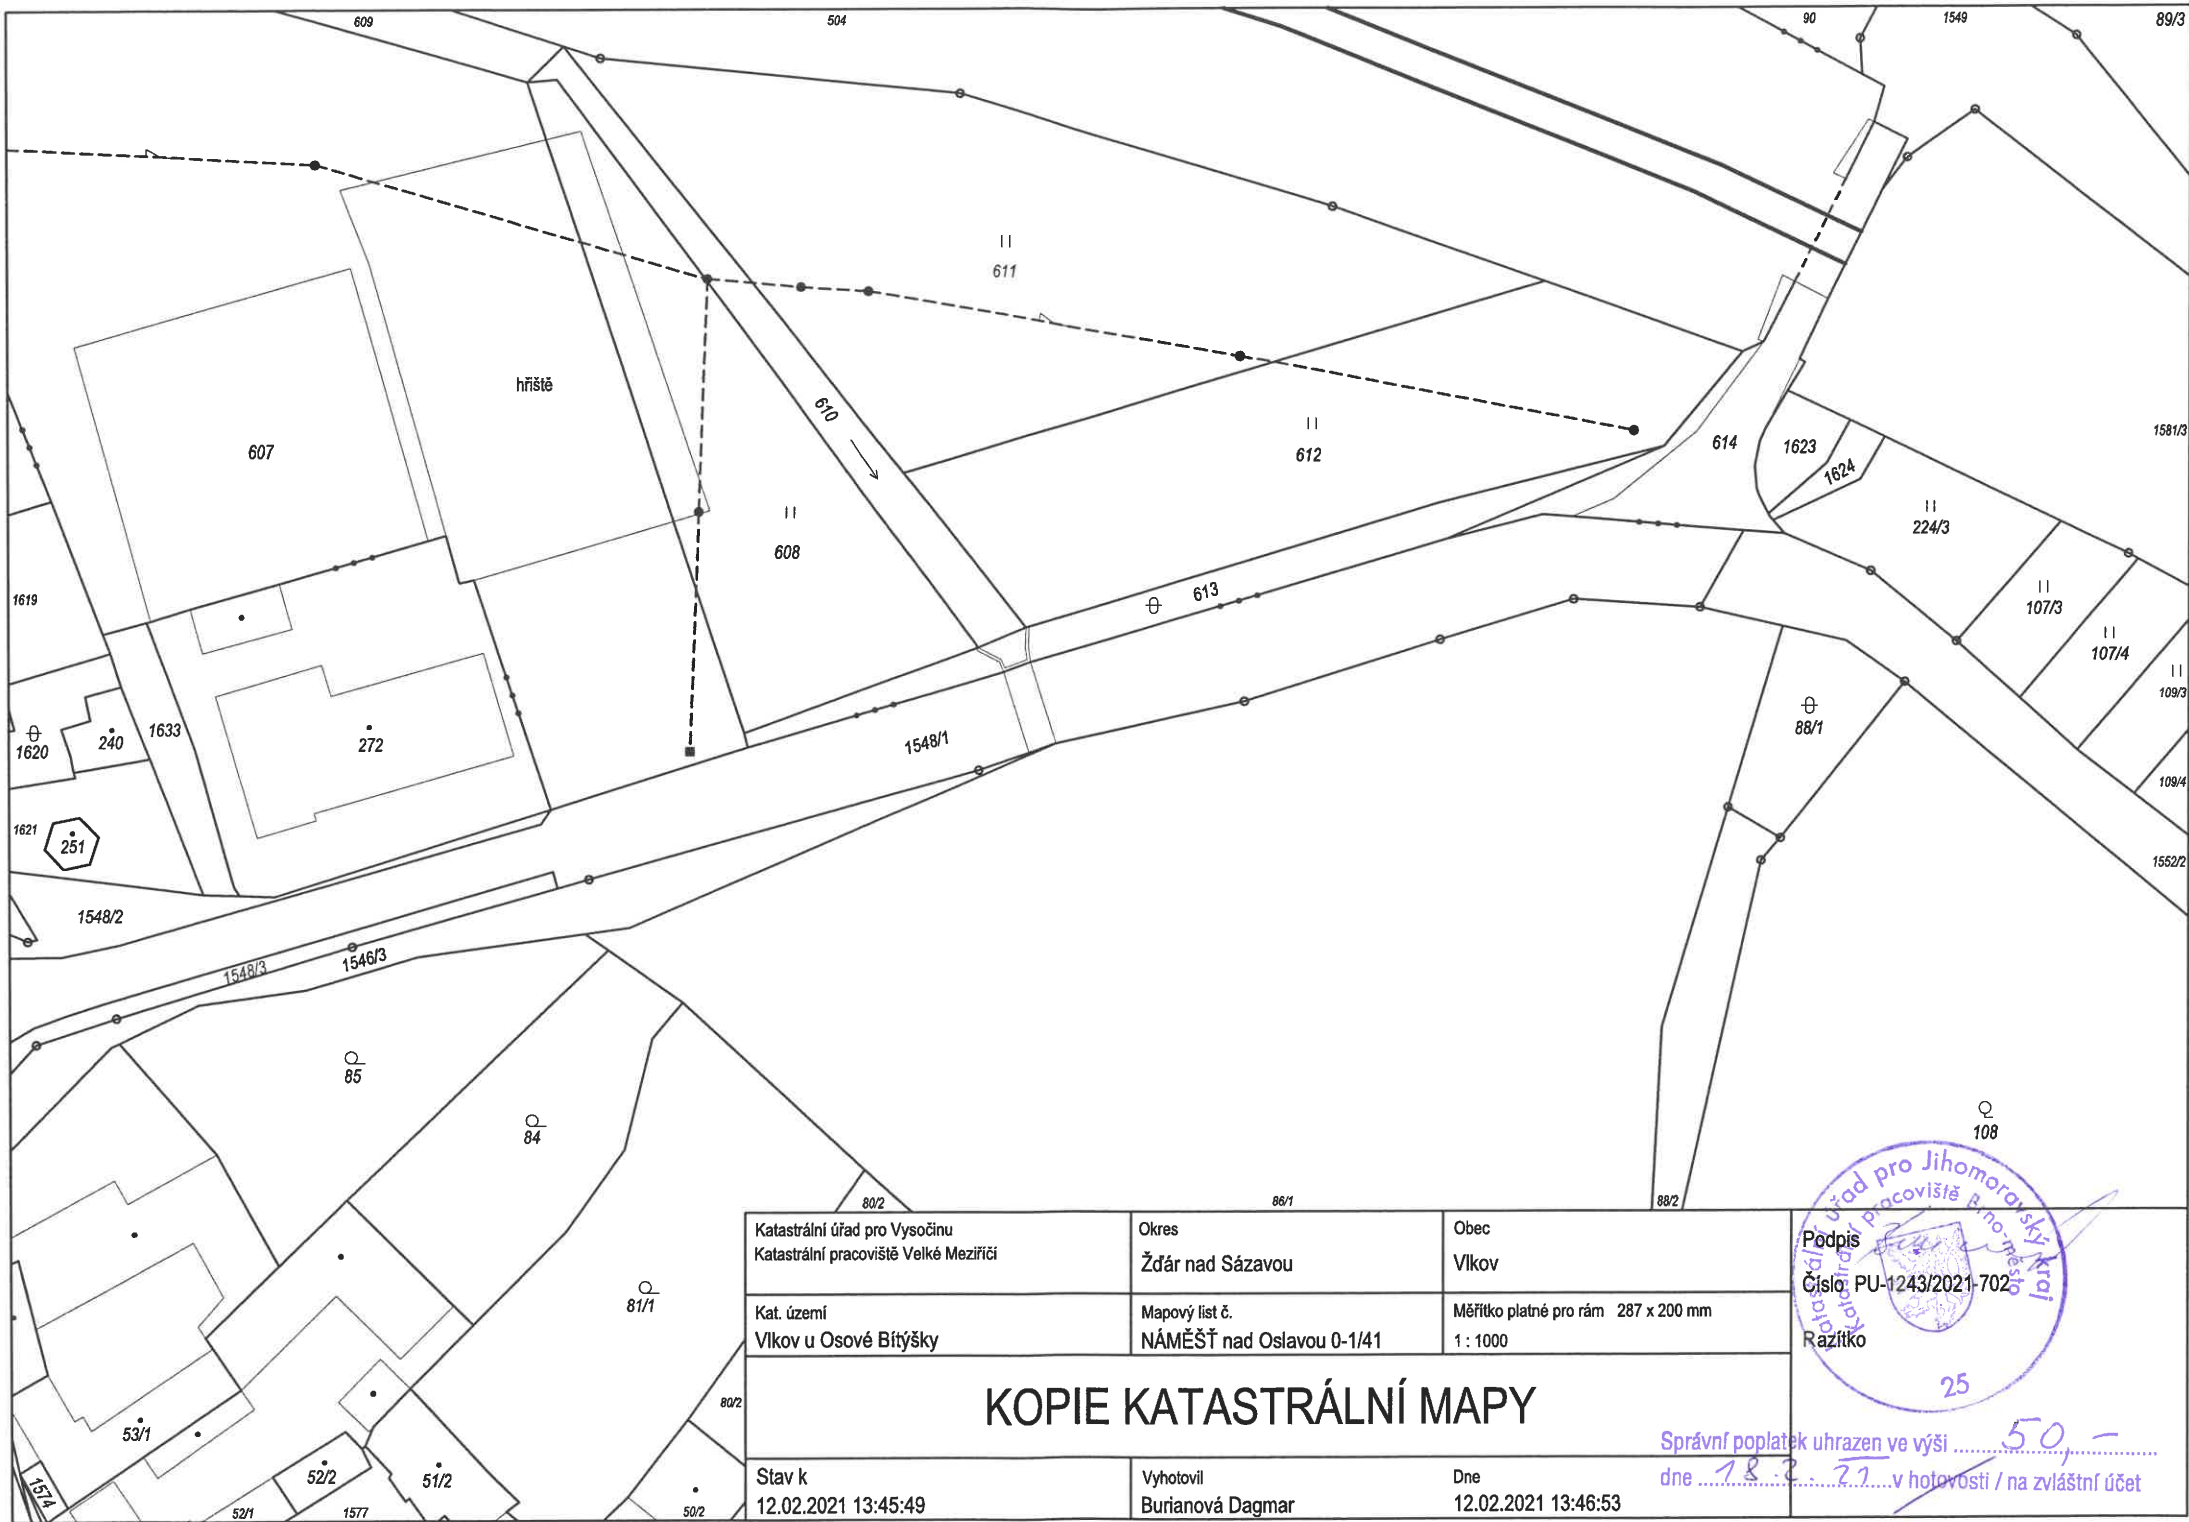 609
504
90
1549
89/3
611
hřiště
610
607
612
614
1623
1624
1581/3
224/3
608
107/3
107/4
109/3
109/4
613
1619
1620
240
1633
272
1548/1
88/1
1621
251
1552/2
1548/2
1548/3
1546/3
85
84
108
80/2
86/1
88/2
81/1
80/2
53/1
52/2
51/2
1574
52/1
1577
50/2
Katastrální úřad pro Vysočinu
Katastrální pracoviště Velké Meziříčí
Okres
Žďár nad Sázavou
Obec
Vlkov
Podpis
Číslo PU-1243/2021-702
Razítko
Kat. území
Vlkov u Osové Bítýšky
Mapový list č.
NÁMĚŠŤ nad Oslavou 0-1/41
Měřítko platné pro rám 287 x 200 mm
1 : 1000
KOPIE KATASTRÁLNÍ MAPY
Stav k
12.02.2021 13:45:49
Vyhotovil
Burianová Dagmar
Dne
12.02.2021 13:46:53
Katastrální úřad pro Jihomoravský kraj
Katastrální pracoviště Brno-město
25
Správní poplatek uhrazen ve výši 50,-
dne 18.2.21 v hotovosti / na zvláštní účet